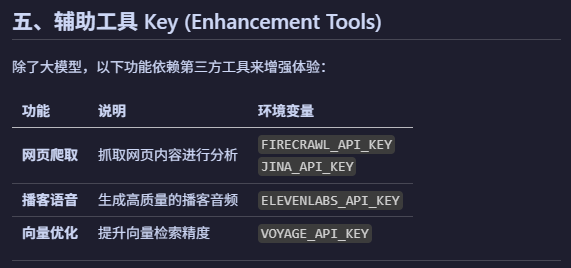 五、辅助工具 Key (Enhancement Tools)
除了大模型，以下功能依赖第三方工具来增强体验：
功能 说明 环境变量
网页爬取 抓取网页内容进行分析 FIRECRAWL_API_KEY
JINA_API_KEY
播客语音 生成高质量的播客音频 ELEVENLABS_API_KEY
向量优化 提升向量检索精度 VOYAGE_API_KEY